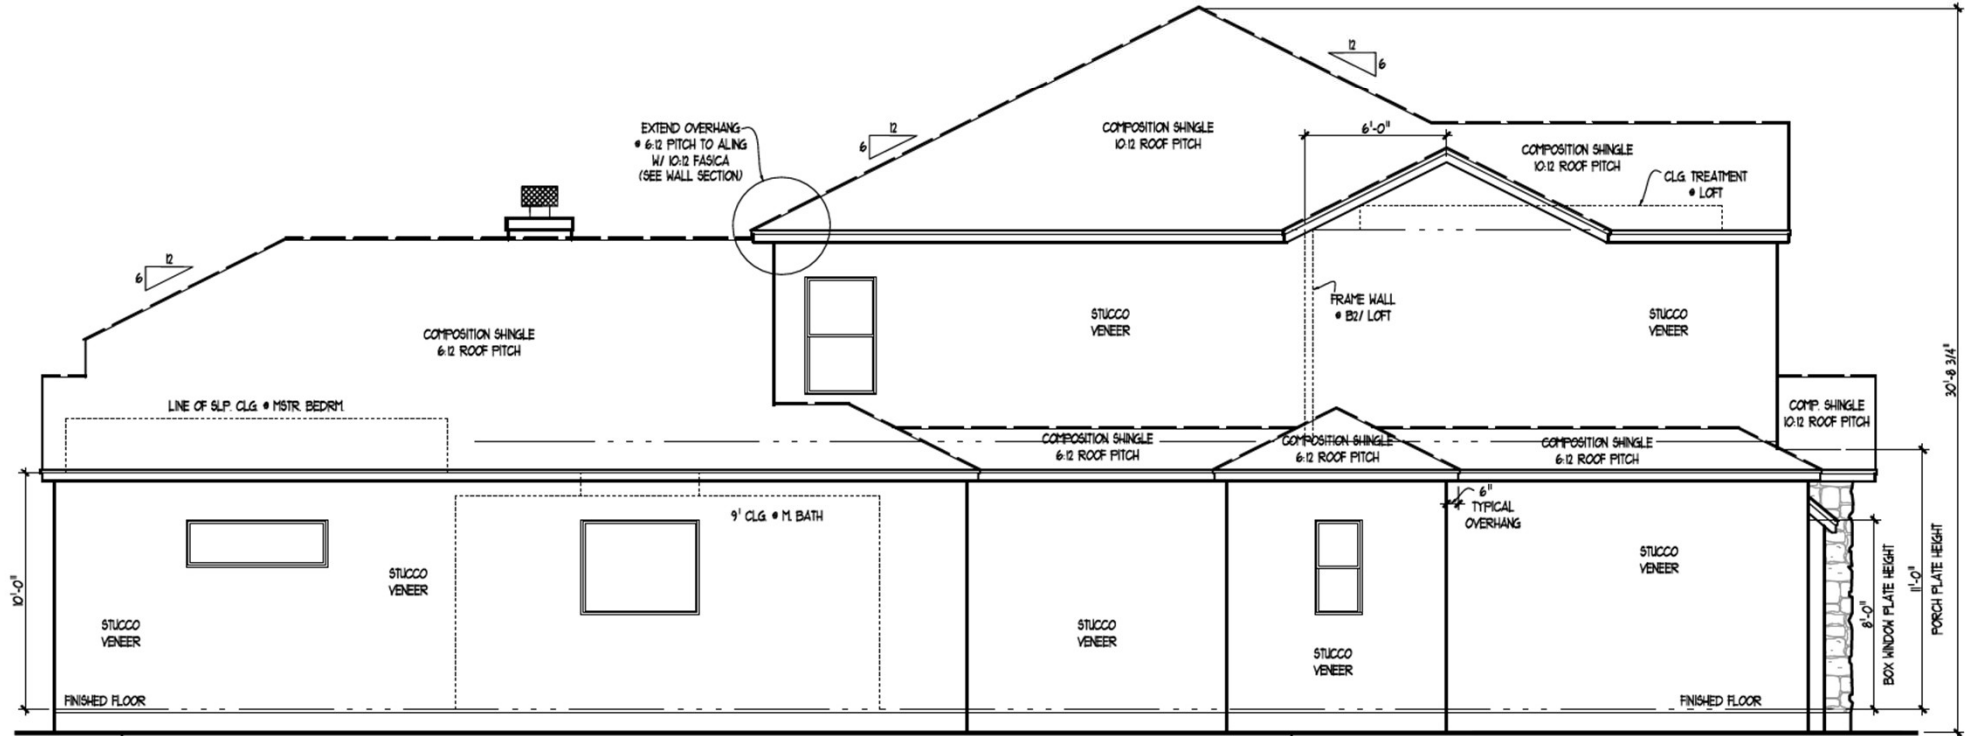 12
6
EXTEND OVERHANG
@ 6:12 PITCH TO ALING
W/ 10:12 FASICA
(SEE WALL SECTION)
12
6
COMPOSITION SHINGLE
10:12 ROOF PITCH
6'-0"
COMPOSITION SHINGLE
10:12 ROOF PITCH
CLG. TREATMENT
@ LOFT
12
6
COMPOSITION SHINGLE
6:12 ROOF PITCH
STUCCO
VENEER
FRAME WALL
@ B2/ LOFT
STUCCO
VENEER
30'-8 3/4"
LINE OF SLP. CLG. @ MSTR. BEDRM.
COMP. SHINGLE
10:12 ROOF PITCH
COMPOSITION SHINGLE
6:12 ROOF PITCH
COMPOSITION SHINGLE
6:12 ROOF PITCH
COMPOSITION SHINGLE
6:12 ROOF PITCH
9' CLG. @ M. BATH
6"
TYPICAL
OVERHANG
10'-0"
STUCCO
VENEER
STUCCO
VENEER
STUCCO
VENEER
STUCCO
VENEER
STUCCO
VENEER
8'-0"
BOX WINDOW PLATE HEIGHT
11'-0"
PORCH PLATE HEIGHT
FINISHED FLOOR
FINISHED FLOOR